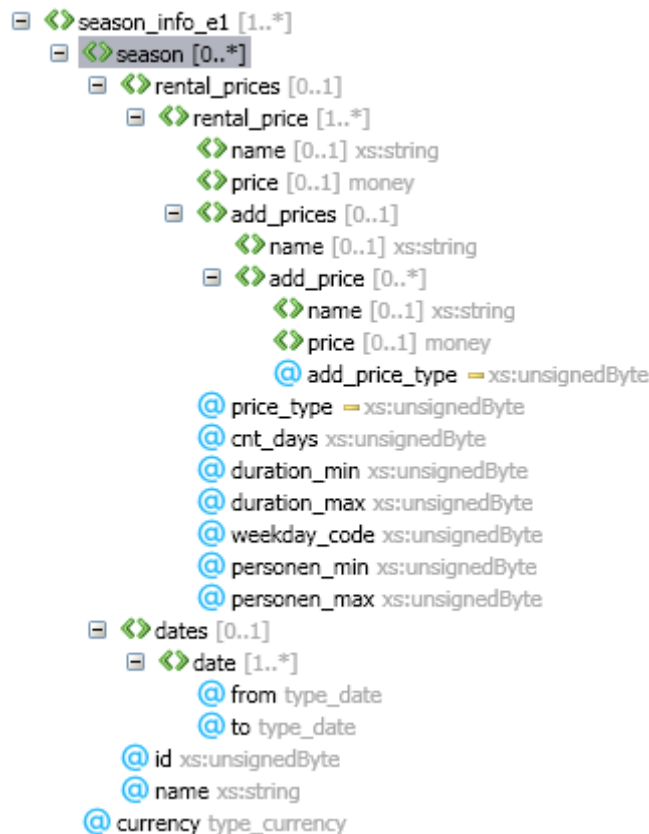 season_info_e1 [1..*]
season [0..*]
rental_prices [0..1]
rental_price [1..*]
name [0..1] xs:string
price [0..1] money
add_prices [0..1]
name [0..1] xs:string
add_price [0..*]
name [0..1] xs:string
price [0..1] money
@ add_price_type xs:unsignedByte
@ price_type xs:unsignedByte
@ cnt_days xs:unsignedByte
@ duration_min xs:unsignedByte
@ duration_max xs:unsignedByte
@ weekday_code xs:unsignedByte
@ personen_min xs:unsignedByte
@ personen_max xs:unsignedByte
dates [0..1]
date [1..*]
@ from type_date
@ to type_date
@ id xs:unsignedByte
@ name xs:string
@ currency type_currency